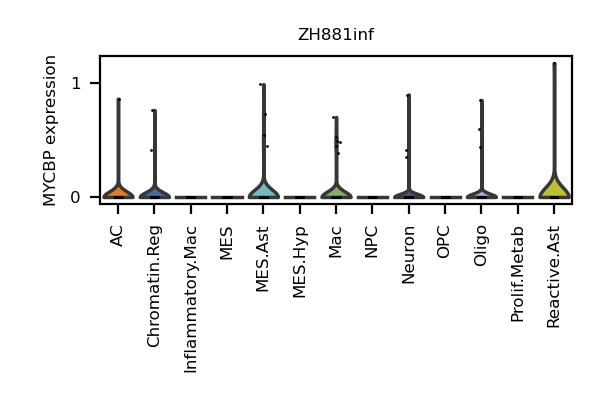 ZH881inf
MYCBP expression
1
0
AC
Chromatin.Reg
Inflammatory.Mac
MES
MES.Ast
MES.Hyp
Mac
NPC
Neuron
OPC
Oligo
Prolif.Metab
Reactive.Ast